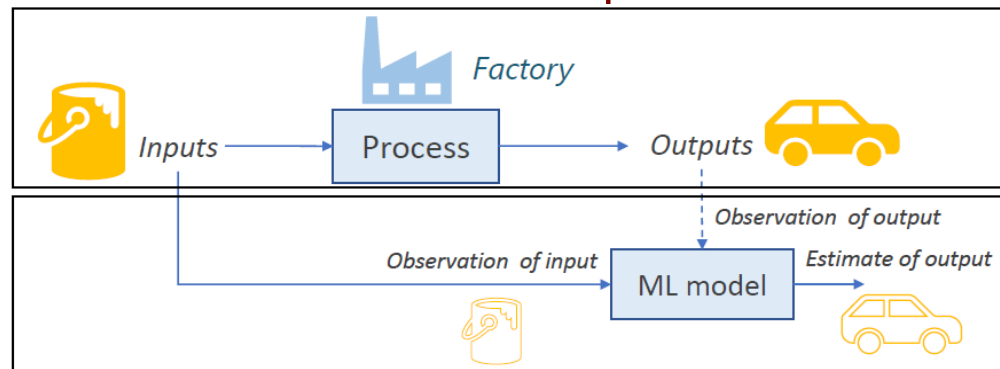 Factory
Inputs
Process
Outputs
Observation of output
Observation of input
ML model
Estimate of output